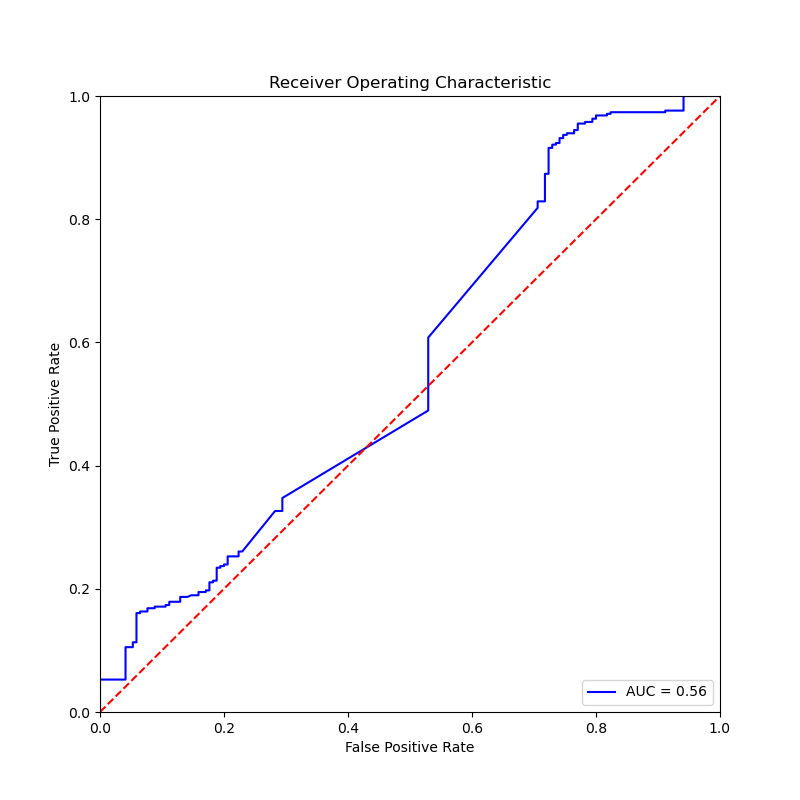 Receiver Operating Characteristic
1.0
0.8
0.6
0.4
0.2
0.0
True Positive Rate
AUC = 0.56
0.0 0.2 0.4 0.6 0.8 1.0
False Positive Rate